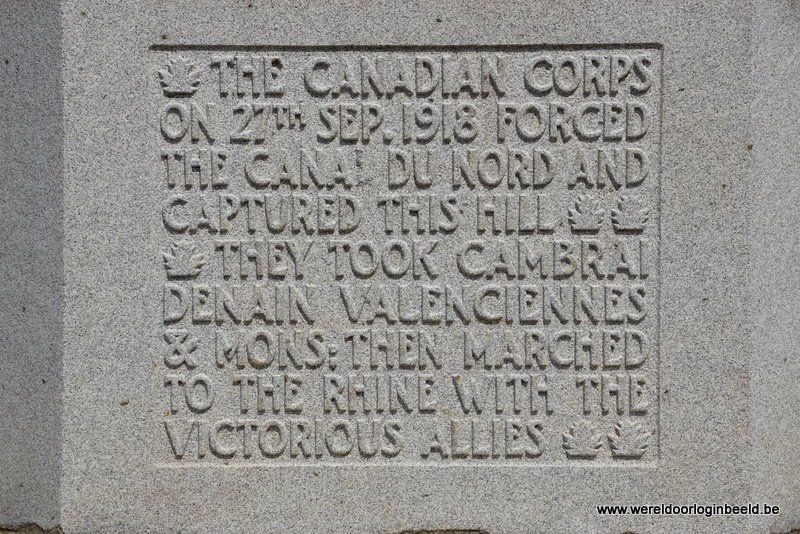 THE CANADIAN CORPS
ON 27TH SEP. 1918 FORCED
THE CANAL DU NORD AND
CAPTURED THIS HILL
THEY TOOK CAMBRAI
DENAIN VALENCIENNES
& MONS: THEN MARCHED
TO THE RHINE WITH THE
VICTORIOUS ALLIES
www.wereldoorloginbeeld.be